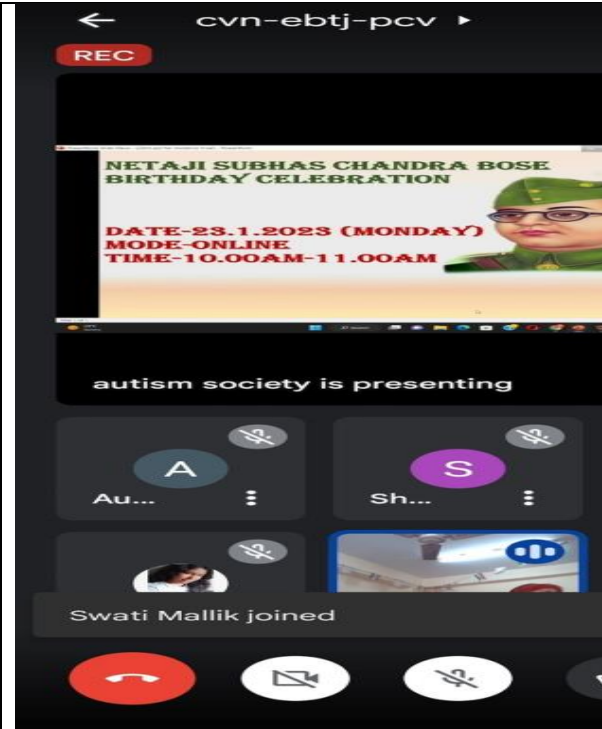 cvn-ebtj-pcv
REC
NETAJI SUBHAS CHANDRA BOSE
BIRTHDAY CELEBRATION
DATE-23.1.2023 (MONDAY)
MODE-ONLINE
TIME-10.00AM-11.00AM
autism society is presenting
A
S
Au...
Sh...
Swati Mallik joined